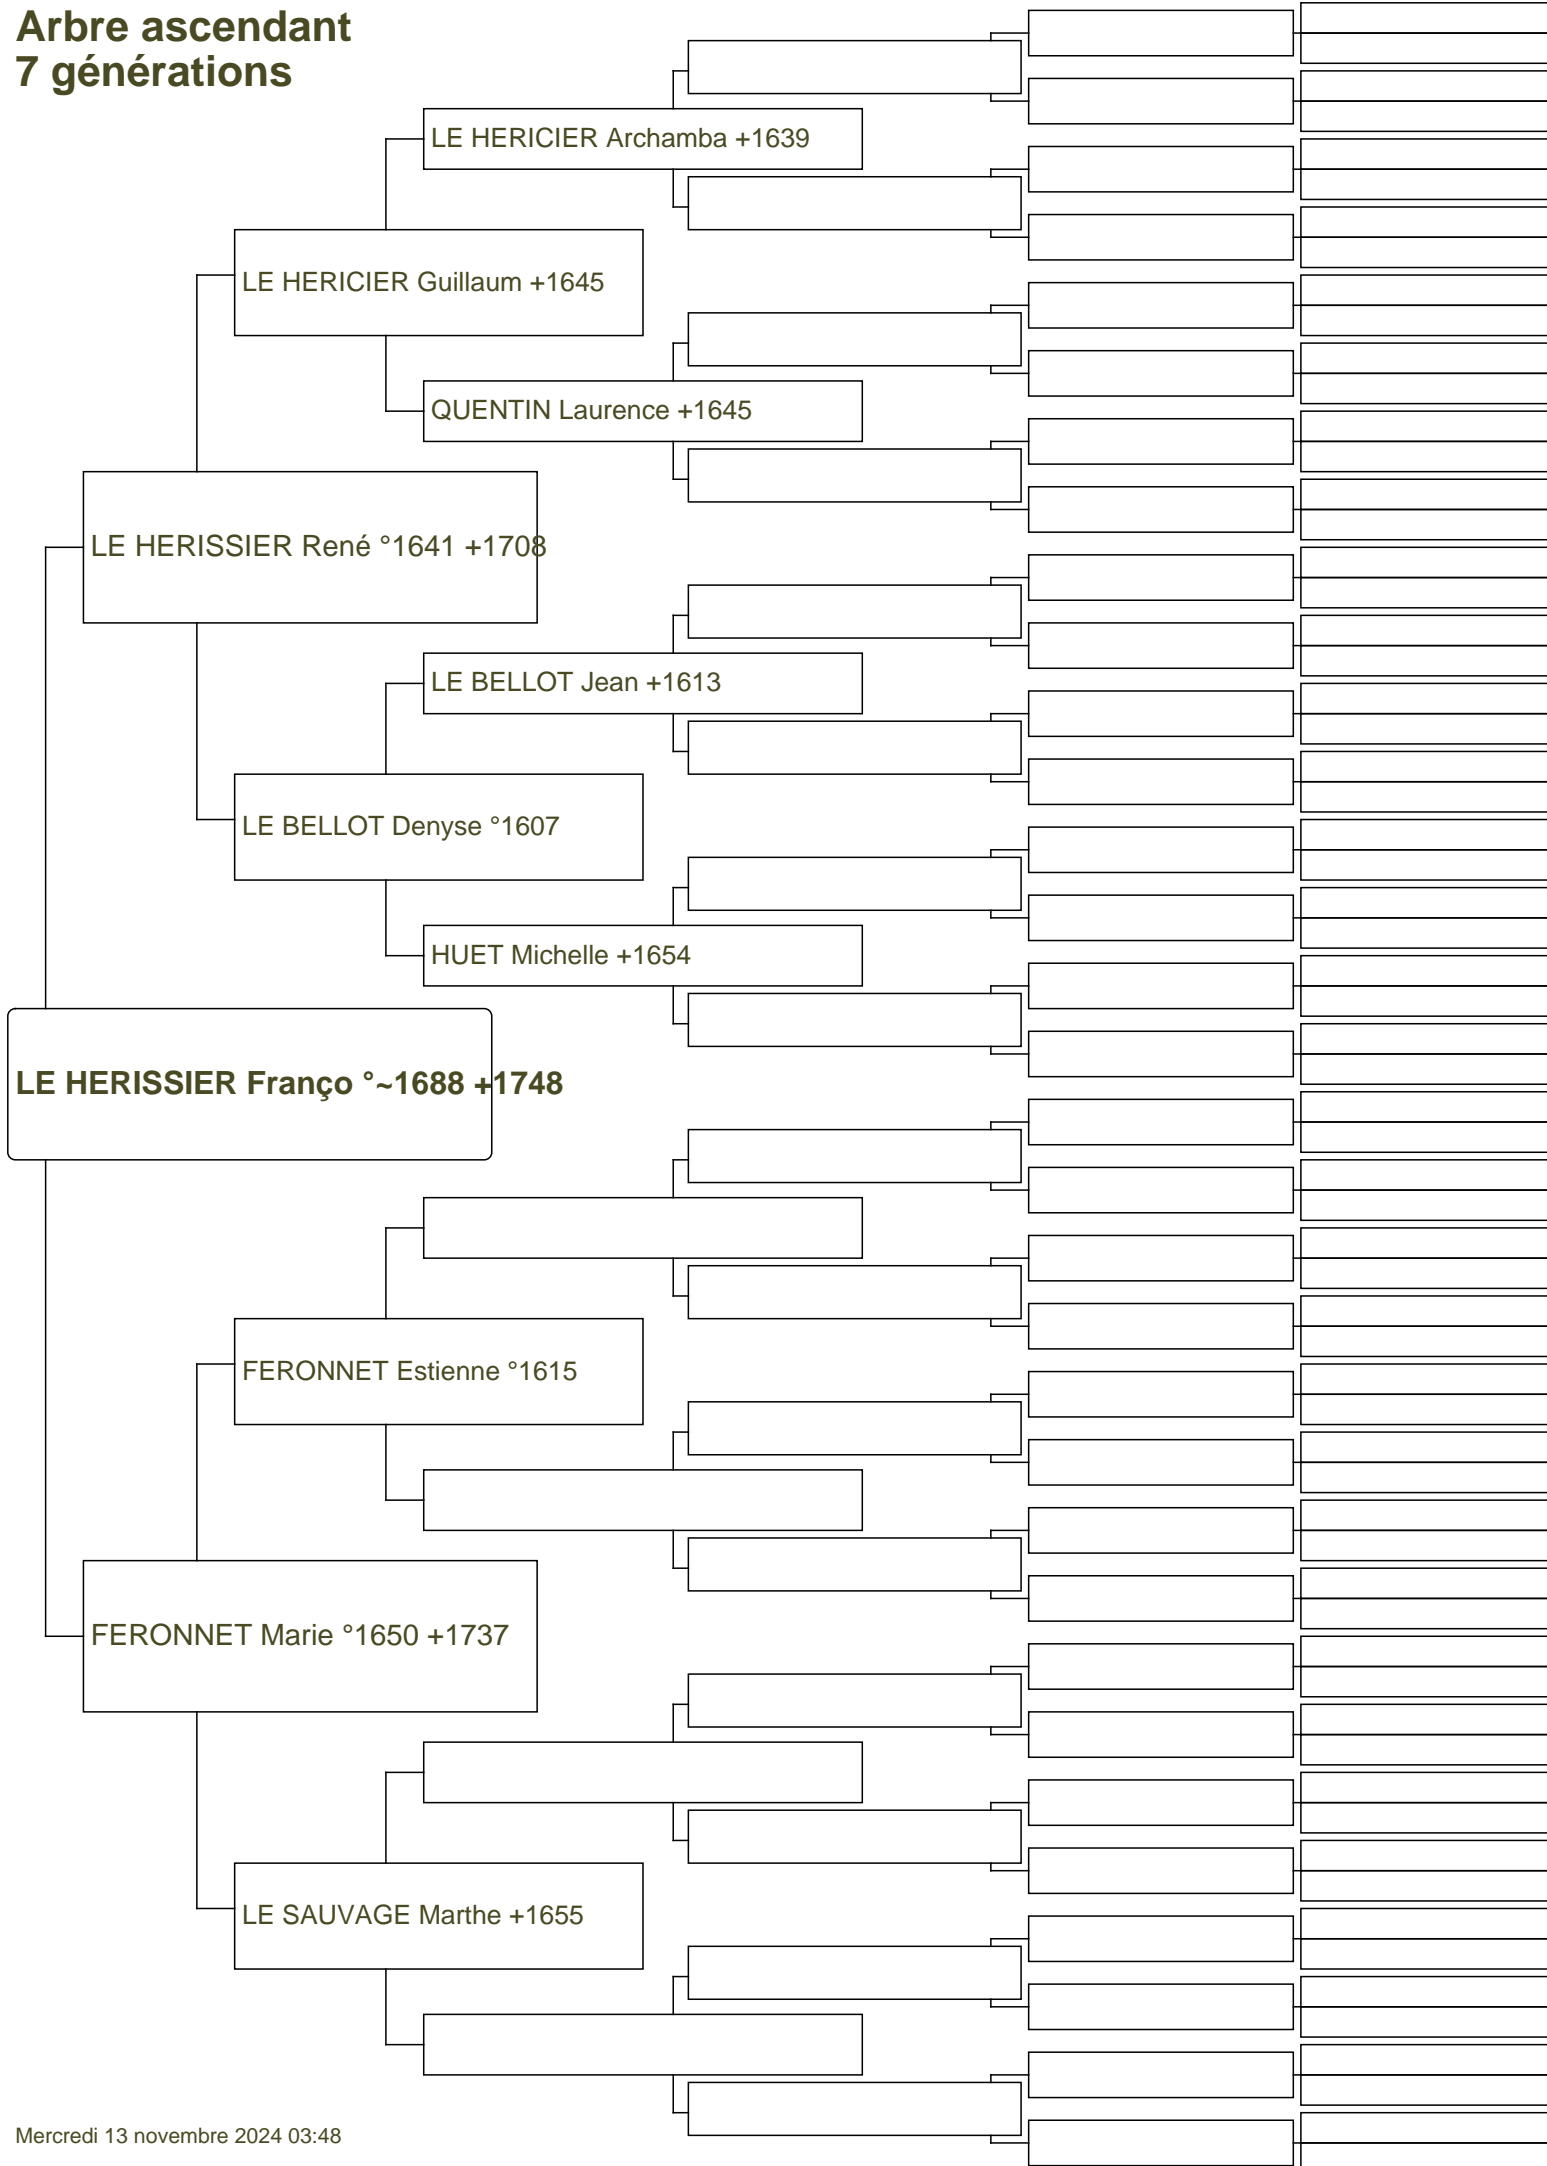 Arbre ascendant
7 générations
LE HERICIER Archamba +1639
LE HERICIER Guillaum +1645
QUENTIN Laurence +1645
LE HERISSIER René °1641 +1708
LE BELLOT Jean +1613
LE BELLOT Denyse °1607
HUET Michelle +1654
LE HERISSIER Franço °~1688 +1748
FERONNET Estienne °1615
FERONNET Marie °1650 +1737
LE SAUVAGE Marthe +1655
Mercredi 13 novembre 2024 03:48